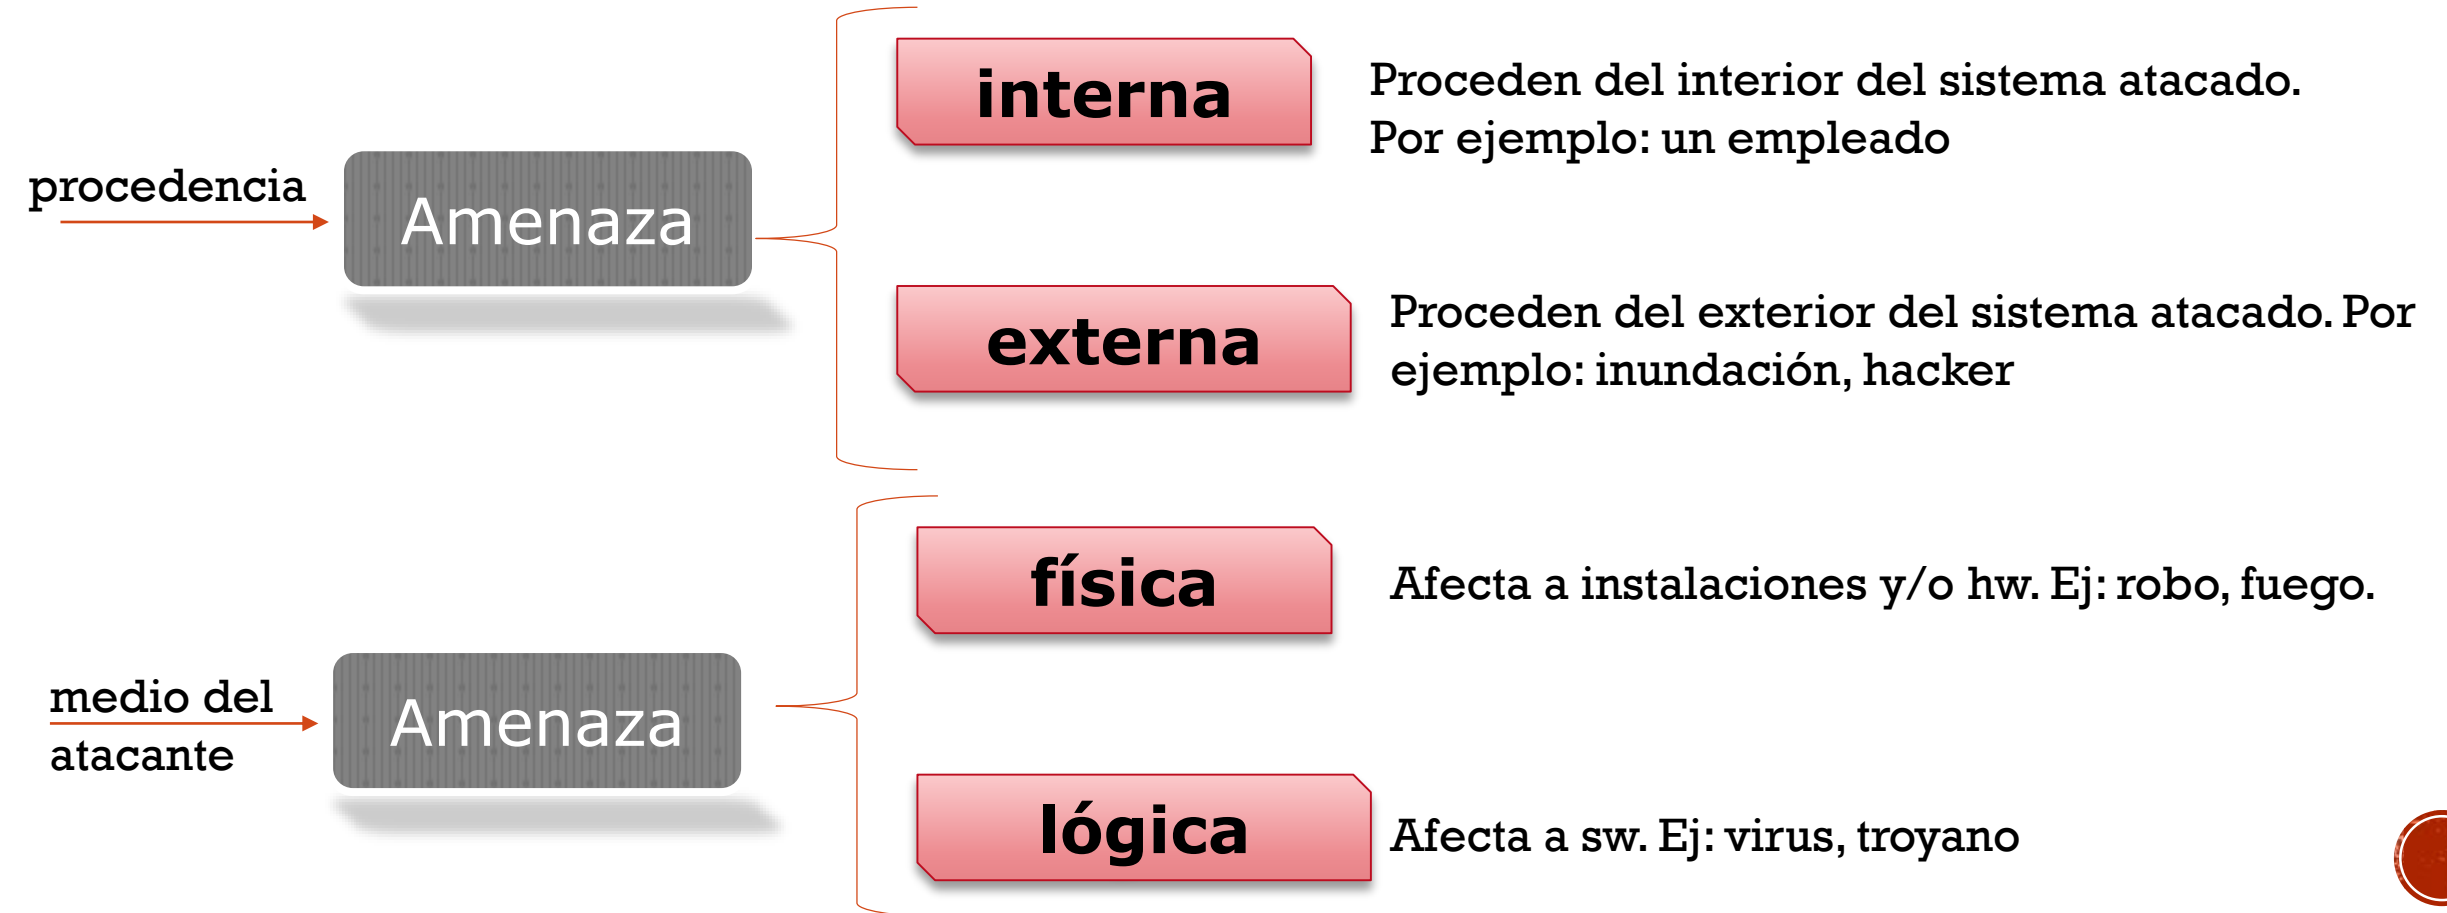 procedencia
Amenaza
interna
Proceden del interior del sistema atacado.
Por ejemplo: un empleado
externa
Proceden del exterior del sistema atacado. Por
ejemplo: inundación, hacker
medio del
atacante
Amenaza
física
Afecta a instalaciones y/o hw. Ej: robo, fuego.
lógica
Afecta a sw. Ej: virus, troyano